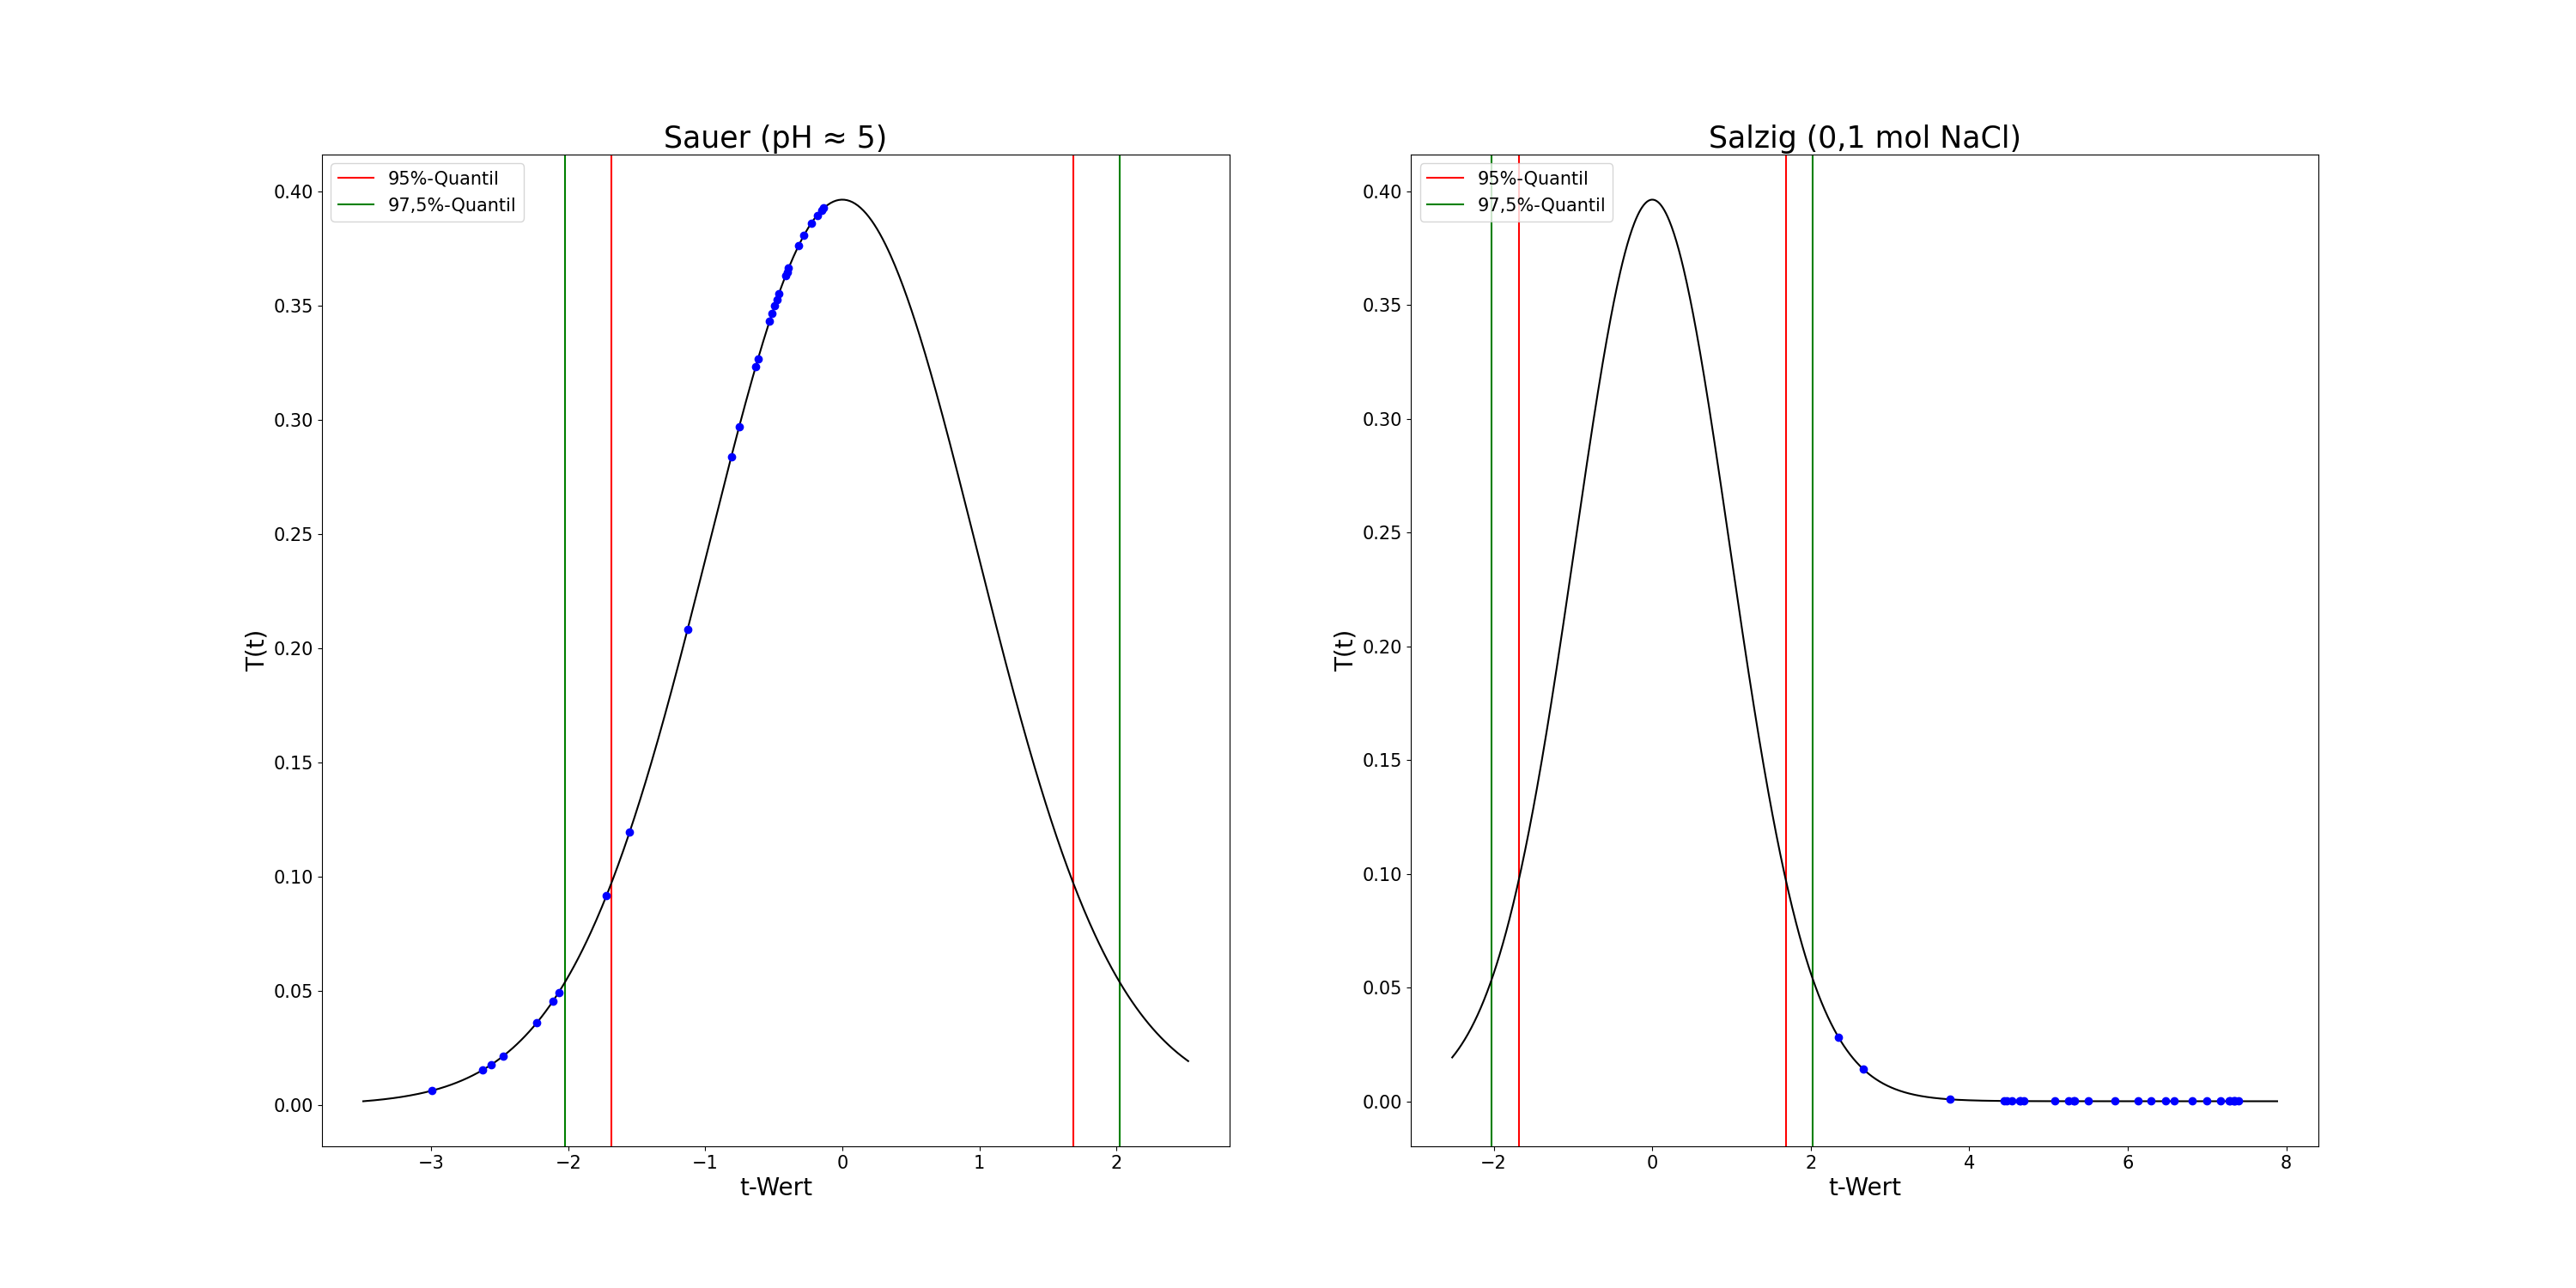 Sauer (pH ≈ 5)
95%-Quantil
97,5%-Quantil
0.40
0.35
0.30
0.25
0.20
0.15
0.10
0.05
0.00
T(t)
−3 −2 −1 0 1 2
t-Wert
Salzig (0,1 mol NaCl)
95%-Quantil
97,5%-Quantil
0.40
0.35
0.30
0.25
0.20
0.15
0.10
0.05
0.00
T(t)
−2 0 2 4 6 8
t-Wert